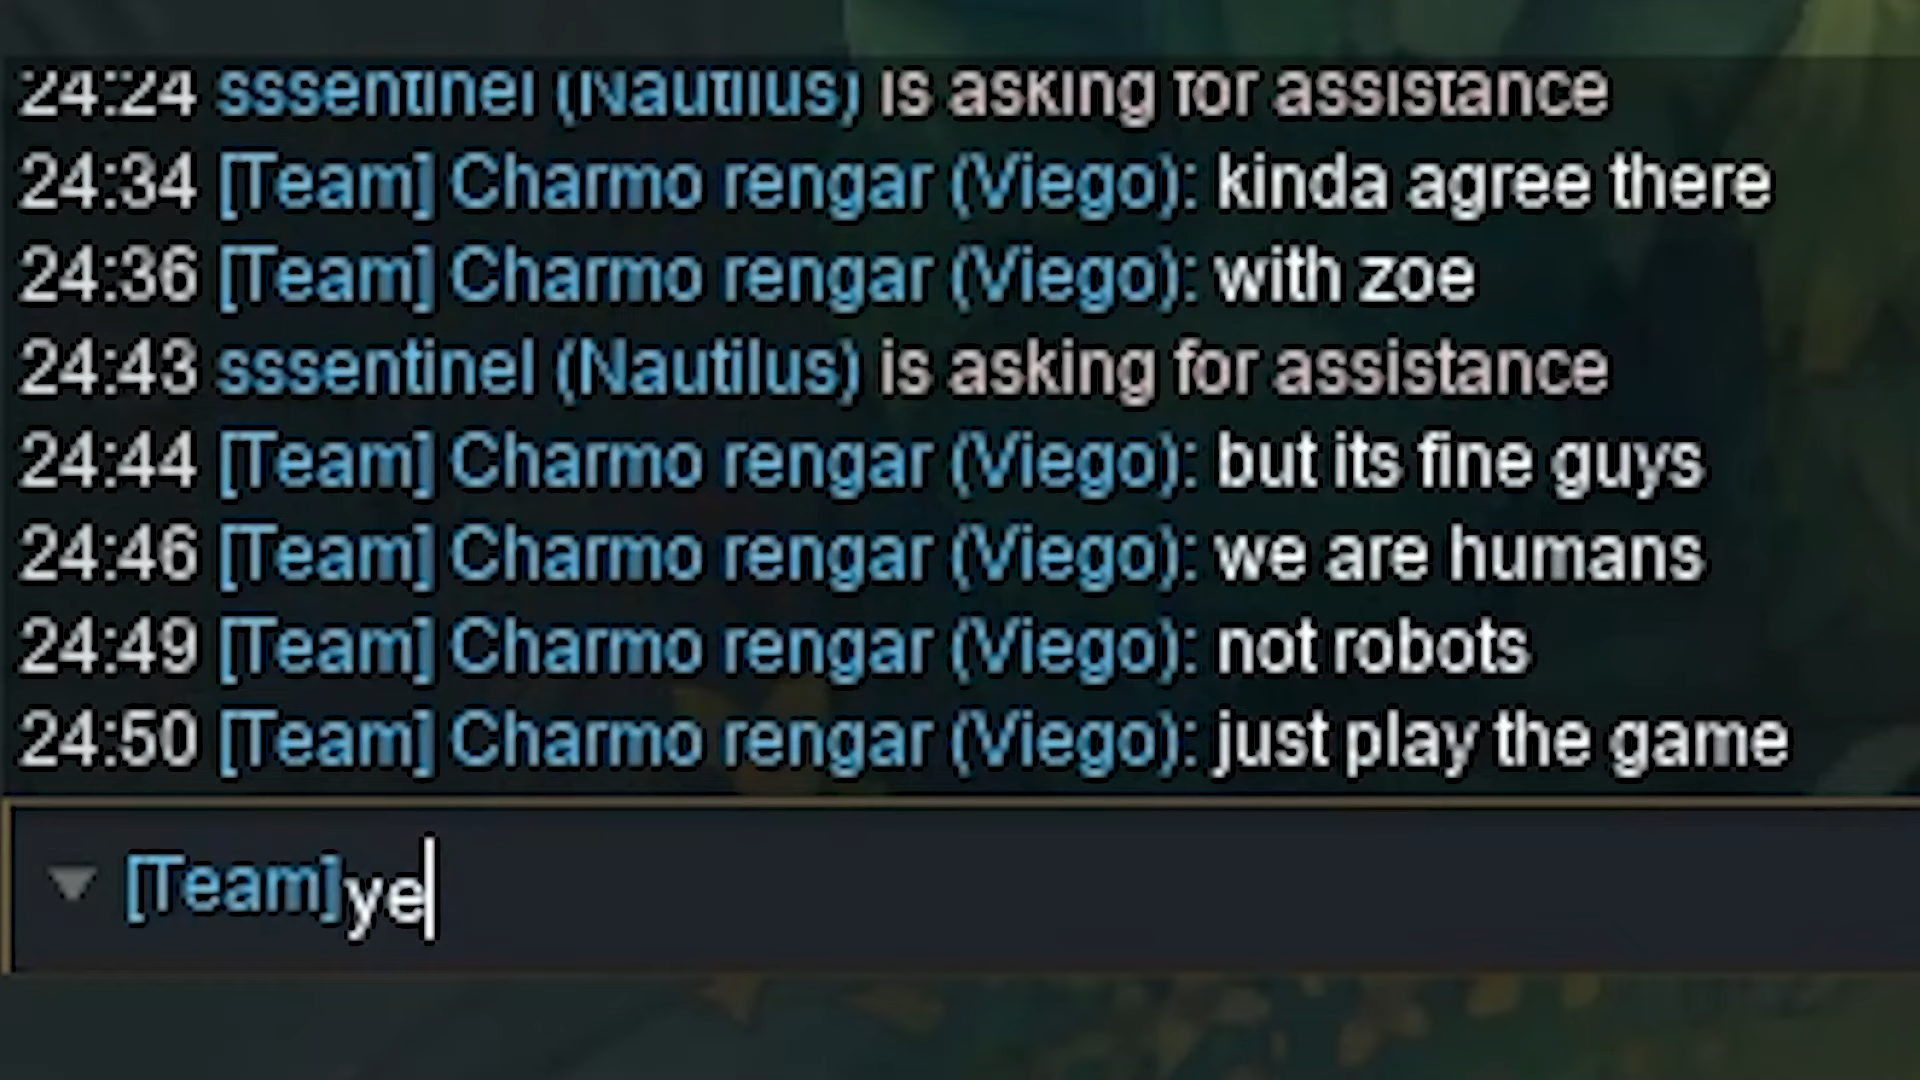 24:24 sssentinel (Nautilus) is asking for assistance
24:34 [Team] Charmo rengar (Viego): kinda agree there
24:36 [Team] Charmo rengar (Viego): with zoe
24:43 sssentinel (Nautilus) is asking for assistance
24:44 [Team] Charmo rengar (Viego): but its fine guys
24:46 [Team] Charmo rengar (Viego): we are humans
24:49 [Team] Charmo rengar (Viego): not robots
24:50 [Team] Charmo rengar (Viego): just play the game
[Team]ye